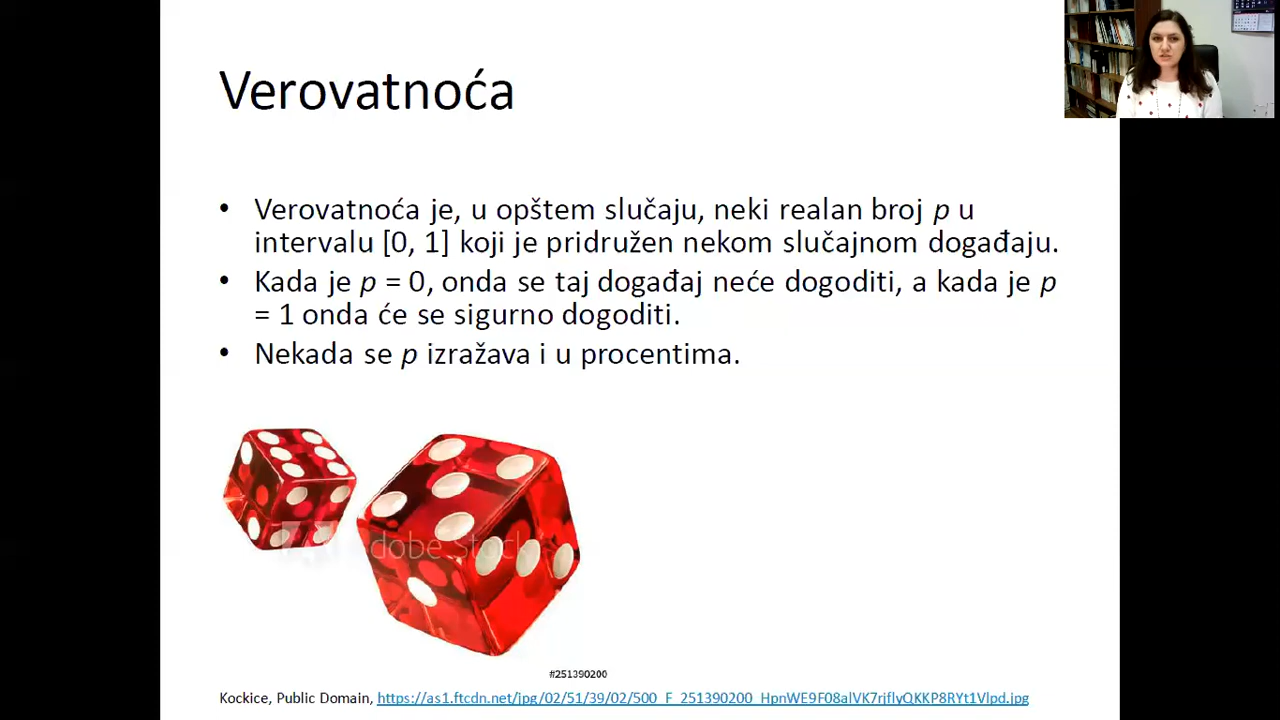 Verovatnoća
• Verovatnoća je, u opštem slučaju, neki realan broj p u
intervalu [0, 1] koji je pridružen nekom slučajnom događaju.
• Kada je p = 0, onda se taj događaj neće dogoditi, a kada je p
= 1 onda će se sigurno dogoditi.
• Nekada se p izražava i u procentima.
Adobe Stock
#251390200
Kockice, Public Domain, https://as1.ftcdn.net/jpg/02/51/39/02/500_F_251390200_HpnWE9F08alVK7rjflyQKKP8RYt1Vlpd.jpg